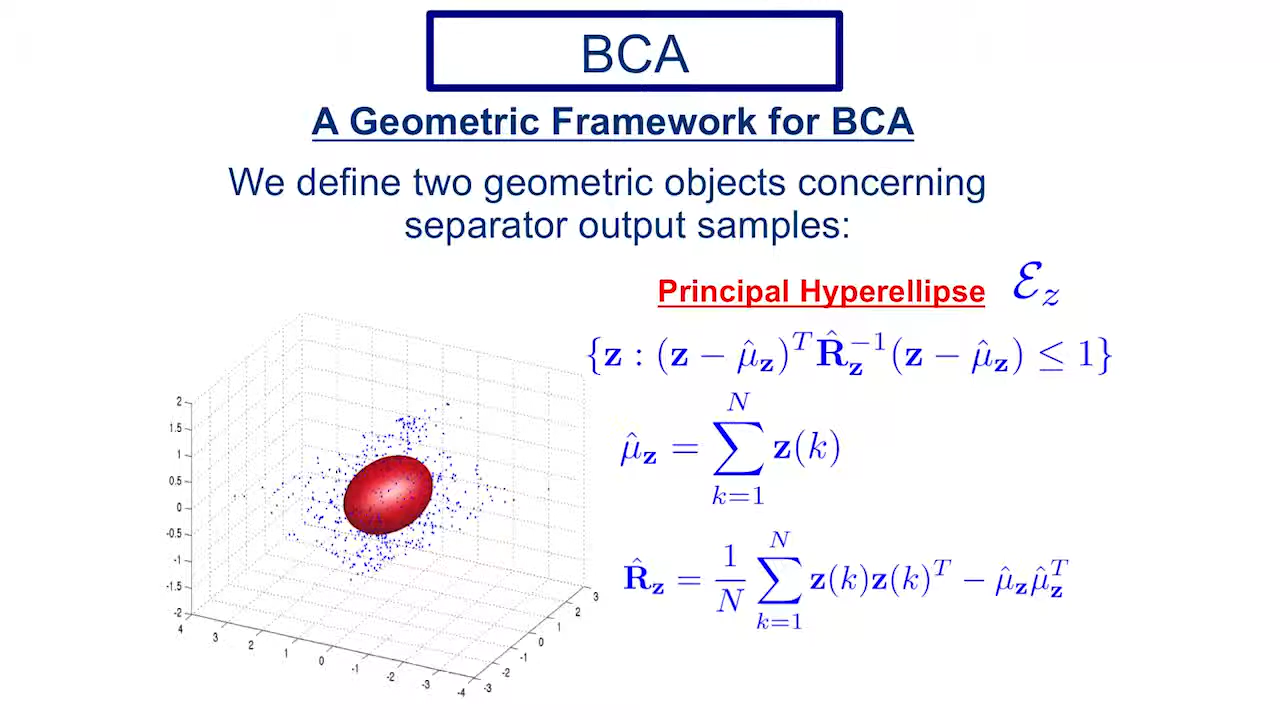 BCA
A Geometric Framework for BCA
We define two geometric objects concerning
separator output samples:
Principal Hyperellipse ℰ_z
{z : (z − μ̂_z)^T R̂_z^{−1}(z − μ̂_z) ≤ 1}
μ̂_z = ∑_{k=1}^{N} z(k)
R̂_z = \frac{1}{N} ∑_{k=1}^{N} z(k)z(k)^T − μ̂_z μ̂_z^T
2
1.5
1
0.5
0
-0.5
-1
-1.5
-2
4 3 2 1 0 -1 -2 -3 -4
-3 -2 -1 0 1 2 3